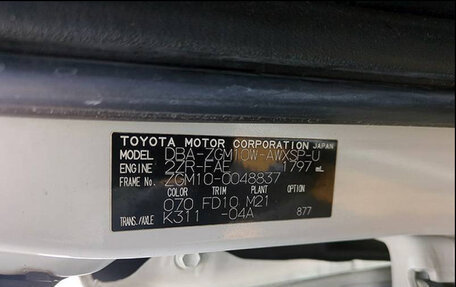 TOYOTA MOTOR CORPORATION JAPAN
MODEL DBA-ZGM10W-AWXSP-U
ENGINE 2ZR-FAE 1797 mL
FRAME No. ZGM10-0048837
COLOR TRIM PLANT OPTION
070 FD10 M21
TRANS./AXLE K311 -04A 877